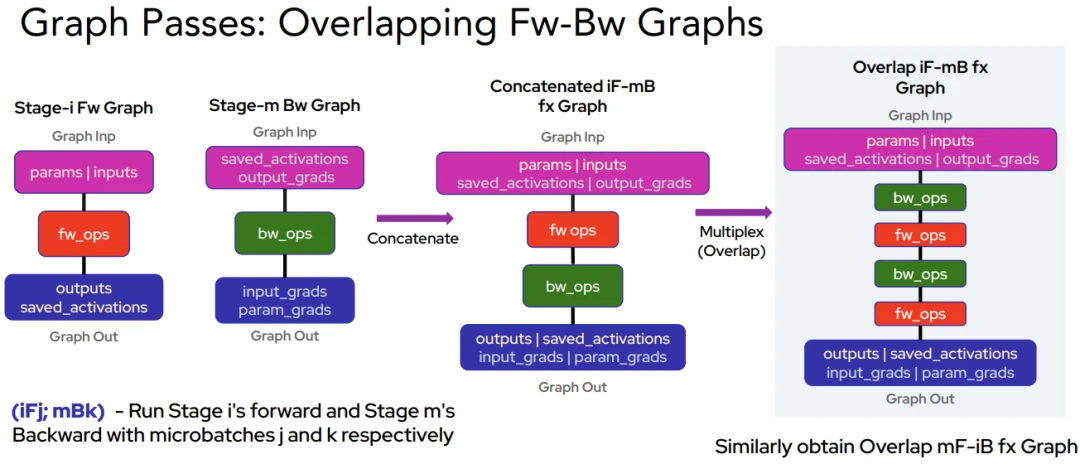 Graph Passes: Overlapping Fw-Bw Graphs
Stage-i Fw Graph
Graph Inp
params | inputs
fw_ops
outputs
saved_activations
Graph Out
Stage-m Bw Graph
Graph Inp
saved_activations
output_grads
bw_ops
input_grads
param_grads
Graph Out
Concatenate
Concatenated iF-mB
fx Graph
Graph Inp
params | inputs
saved_activations | output_grads
fw ops
bw_ops
outputs | saved_activations
input_grads | param_grads
Graph Out
Multiplex
(Overlap)
Overlap iF-mB fx
Graph
Graph Inp
params | inputs
saved_activations | output_grads
bw_ops
fw_ops
bw_ops
fw_ops
outputs | saved_activations
input_grads | param_grads
Graph Out
(iFj; mBk) - Run Stage i's forward and Stage m's
Backward with microbatches j and k respectively
Similarly obtain Overlap mF-iB fx Graph